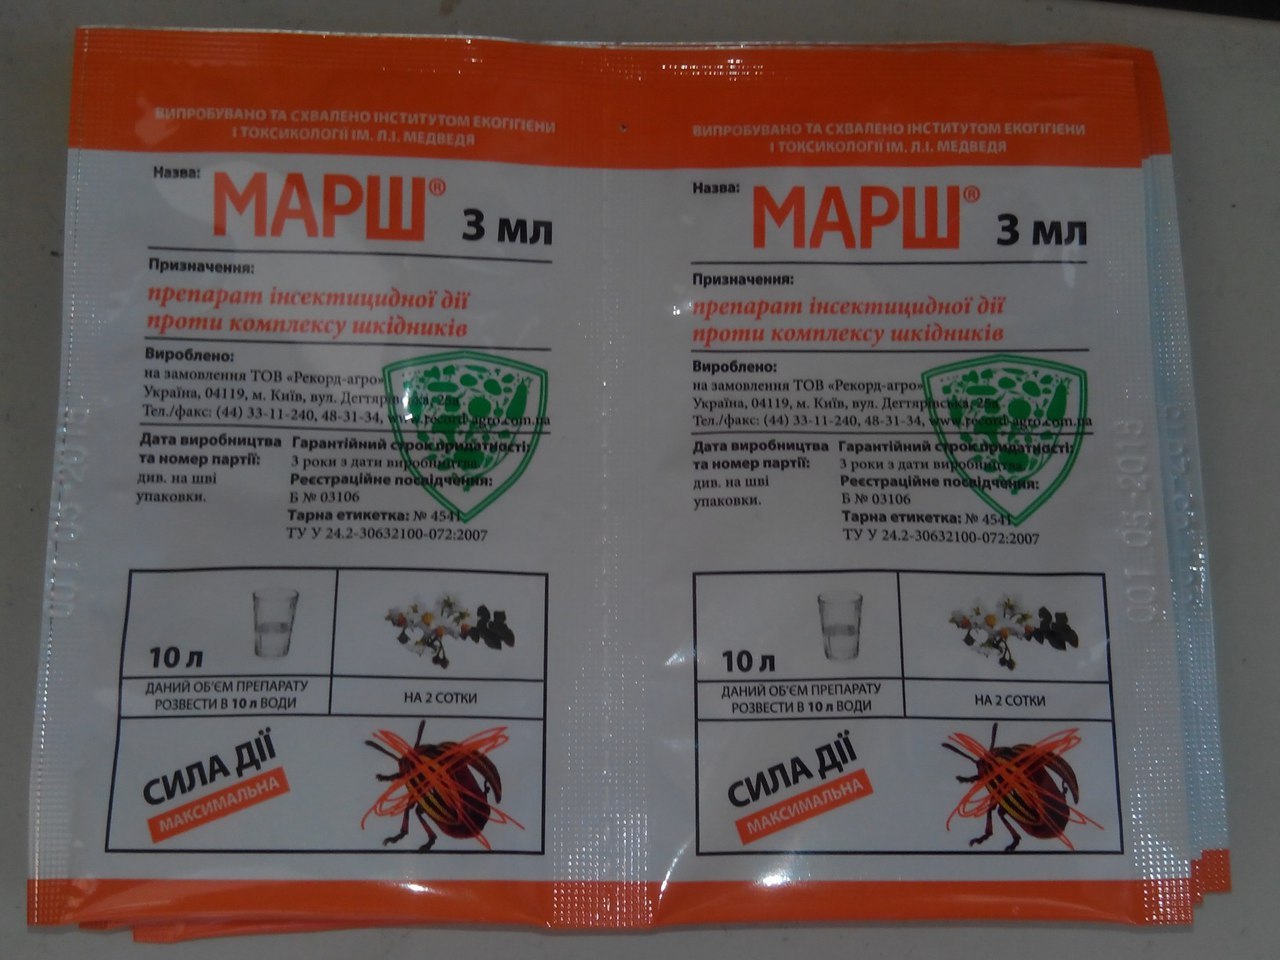 ВИПРОБУВАНО ТА СХВАЛЕНО ІНСТИТУТОМ ЕКОГІГІЄНИ
І ТОКСИКОЛОГІЇ ІМ. Л.І. МЕДВЕДЯ
Назва: МАРШ® 3 мл
Призначення:
препарат інсектицидної дії
проти комплексу шкідників
Вироблено:
на замовлення ТОВ «Рекорд-агро»
Україна, 04119, м. Київ, вул. Дегтярівська,
Тел./факс: (44) 33-11-240, 48-31-34, www.record-agro.com.ua
Дата виробництва
та номер партії:
див. на шві
упаковки.
Гарантійний строк придатності:
3 роки з дати виробництва
Реєстраційне посвідчення:
Б № 03106
Тарна етикетка: № 4541
ТУ У 24.2-30632100-072:2007
10 л
ДАНИЙ ОБ'ЄМ ПРЕПАРАТУ
РОЗВЕСТИ В 10 л ВОДИ
НА 2 СОТКИ
СИЛА ДІЇ
МАКСИМАЛЬНА
ВИПРОБУВАНО ТА СХВАЛЕНО ІНСТИТУТОМ ЕКОГІГІЄНИ
І ТОКСИКОЛОГІЇ ІМ. Л.І. МЕДВЕДЯ
Назва: МАРШ® 3 мл
Призначення:
препарат інсектицидної дії
проти комплексу шкідників
Вироблено:
на замовлення ТОВ «Рекорд-агро»
Україна, 04119, м. Київ, вул. Дегтярівська,
Тел./факс: (44) 33-11-240, 48-31-34, www.record-agro.com.ua
Дата виробництва
та номер партії:
див. на шві
упаковки.
Гарантійний строк придатності:
3 роки з дати виробництва
Реєстраційне посвідчення:
Б № 03106
Тарна етикетка: № 4541
ТУ У 24.2-30632100-072:2007
10 л
ДАНИЙ ОБ'ЄМ ПРЕПАРАТУ
РОЗВЕСТИ В 10 л ВОДИ
НА 2 СОТКИ
СИЛА ДІЇ
МАКСИМАЛЬНА